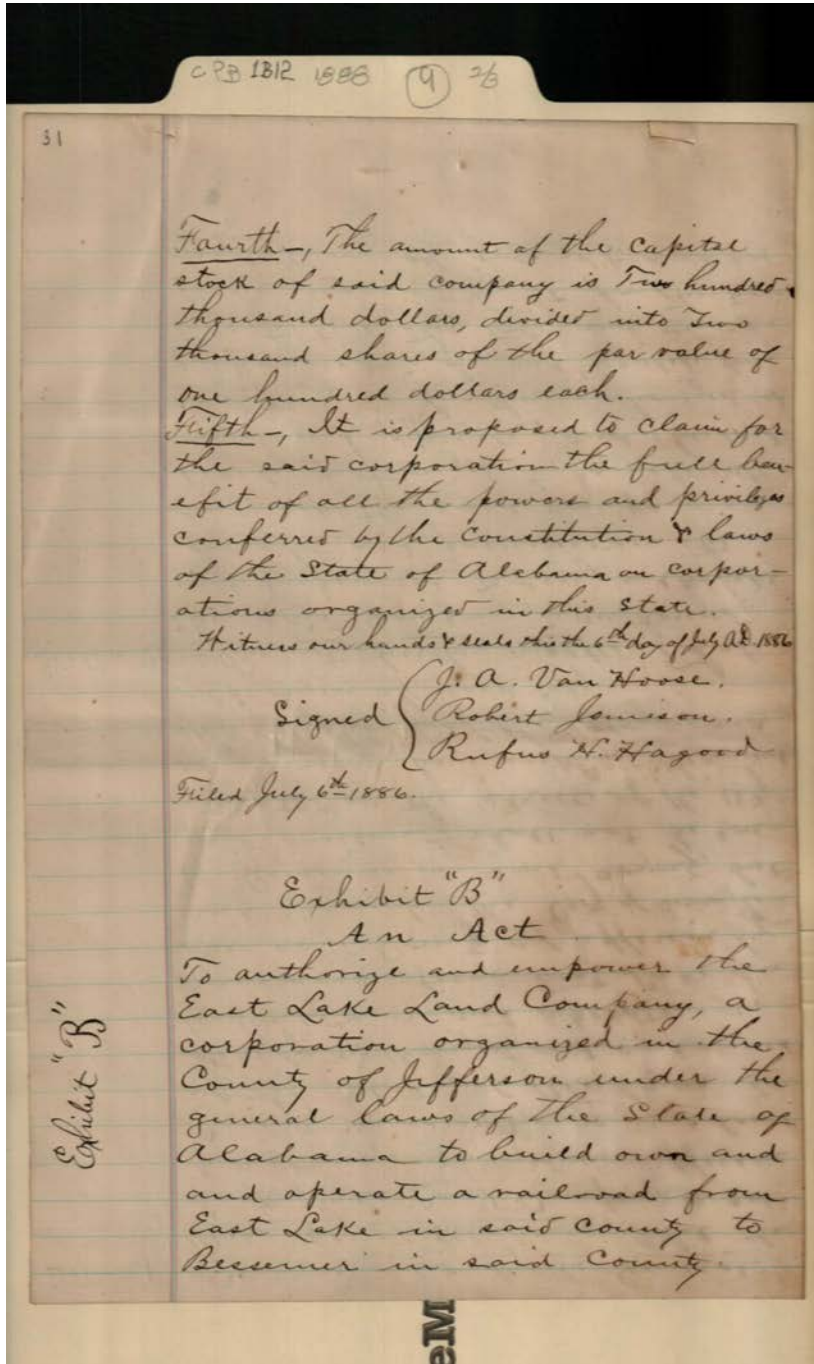 CPB 1B12 1888 4 2/3
31
Fourth-, The amount of the capital
stock of said company is Two hundred
thousand dollars, divided into Two
thousand shares of the par value of
one hundred dollars each.
Fifth-, It is proposed to claim for
the said corporation the full ben-
efit of all the powers and privileges
conferred by the Constitution & laws
of the State of Alabama on corpor-
ations organized in this State.
Witness our hands & seals this the 6th day of July A.D. 1886
J. A. Van Hoose.
Signed Robert Jemison.
Rufus H. Hagood
Filed July 6th 1886.
Exhibit "B"
An Act
To authorize and empower the
East Lake Land Company, a
corporation organized in the
County of Jefferson under the
general laws of the State of
Alabama to build own and
and operate a railroad from
East Lake in said County to
Bessemer in said County.
Exhibit "B"
eM